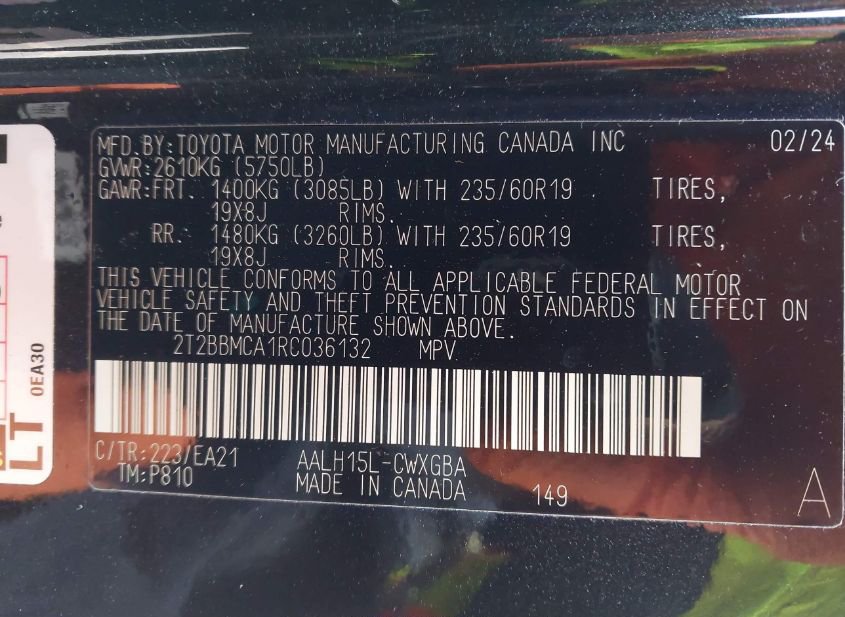 MFD.BY:TOYOTA MOTOR MANUFACTURING CANADA INC 02/24
GVWR:2610KG (5750LB)
GAWR:FRT. 1400KG (3085LB) WITH 235/60R19 TIRES,
19X8J RIMS.
RR. 1480KG (3260LB) WITH 235/60R19 TIRES,
19X8J RIMS.
THIS VEHICLE CONFORMS TO ALL APPLICABLE FEDERAL MOTOR
VEHICLE SAFETY AND THEFT PREVENTION STANDARDS IN EFFECT ON
THE DATE OF MANUFACTURE SHOWN ABOVE.
2T2BBMCA1RC036132 MPV
C/TR:223/EA21 AALH15L-CWXGBA
TM:P810 MADE IN CANADA 149 A
0EA30
LT